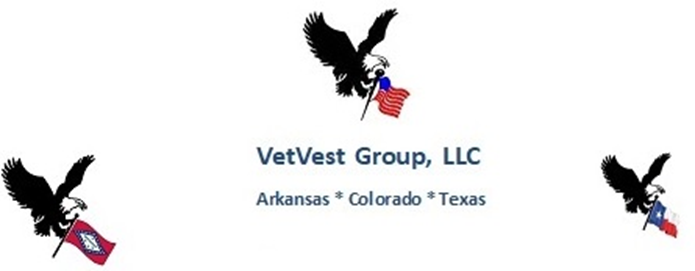 VetVest Group, LLC
Arkansas * Colorado * Texas